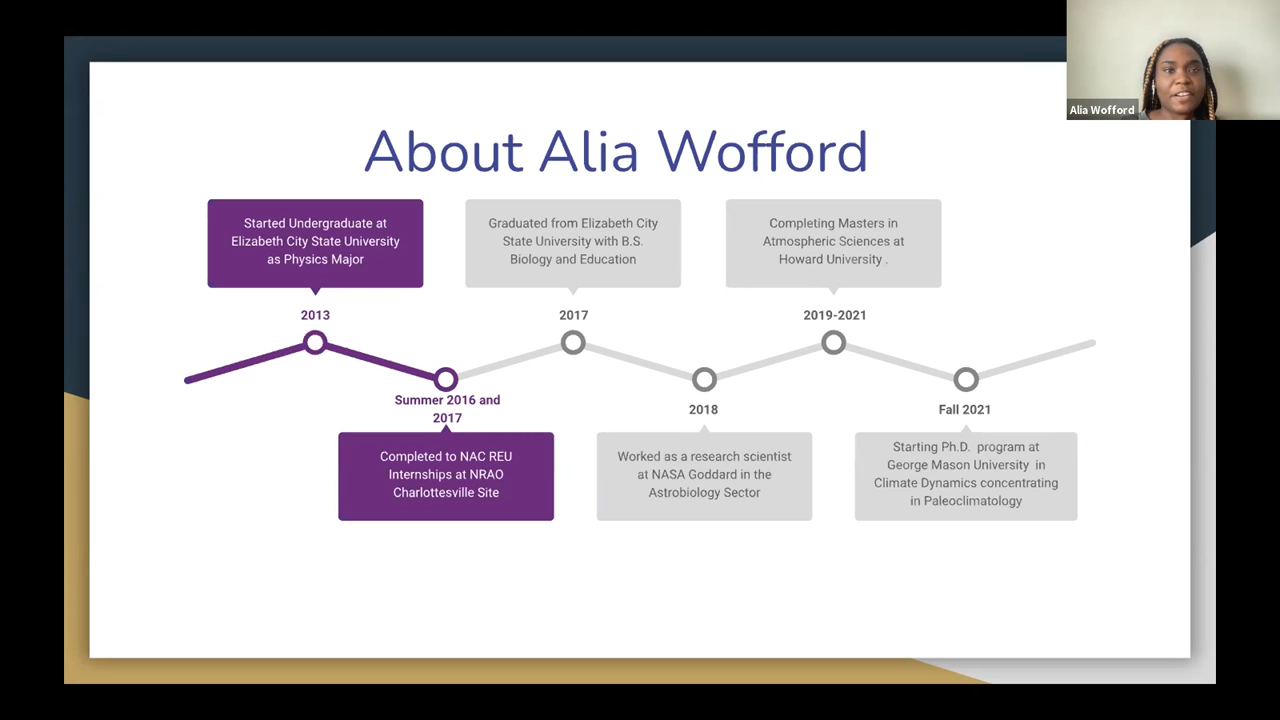 Alia Wofford
About Alia Wofford
Started Undergraduate at
Elizabeth City State University
as Physics Major
2013
Summer 2016 and
2017
Completed to NAC REU
Internships at NRAO
Charlottesville Site
Graduated from Elizabeth City
State University with B.S.
Biology and Education
2017
2018
Worked as a research scientist
at NASA Goddard in the
Astrobiology Sector
Completing Masters in
Atmospheric Sciences at
Howard University .
2019-2021
Fall 2021
Starting Ph.D. program at
George Mason University in
Climate Dynamics concentrating
in Paleoclimatology